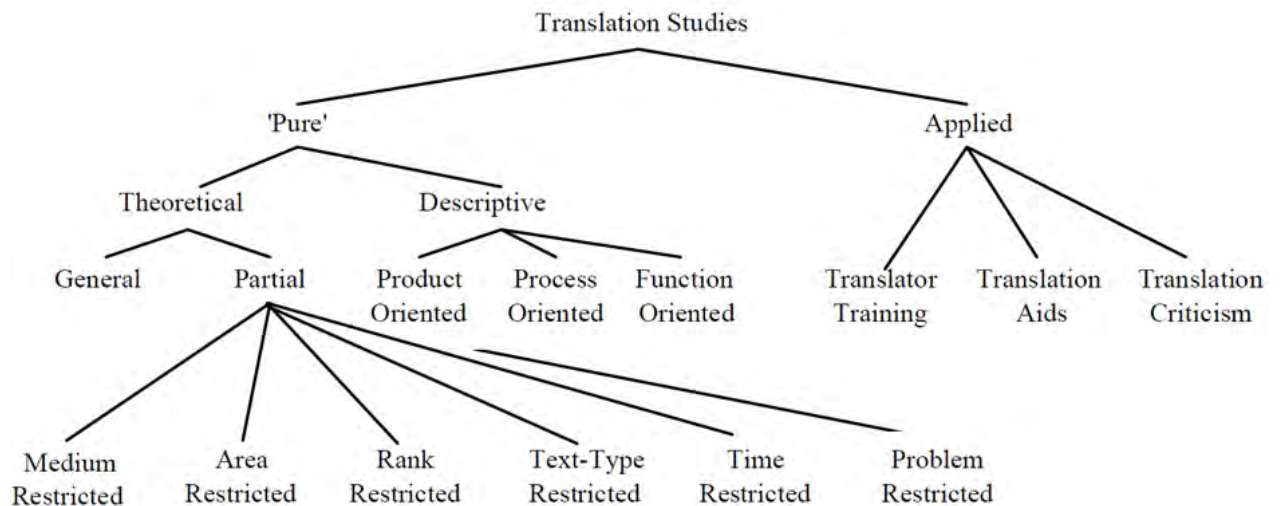 Translation Studies
'Pure'
Applied
Theoretical
Descriptive
General
Partial
Product
Oriented
Process
Oriented
Function
Oriented
Translator
Training
Translation
Aids
Translation
Criticism
Medium
Restricted
Area
Restricted
Rank
Restricted
Text-Type
Restricted
Time
Restricted
Problem
Restricted